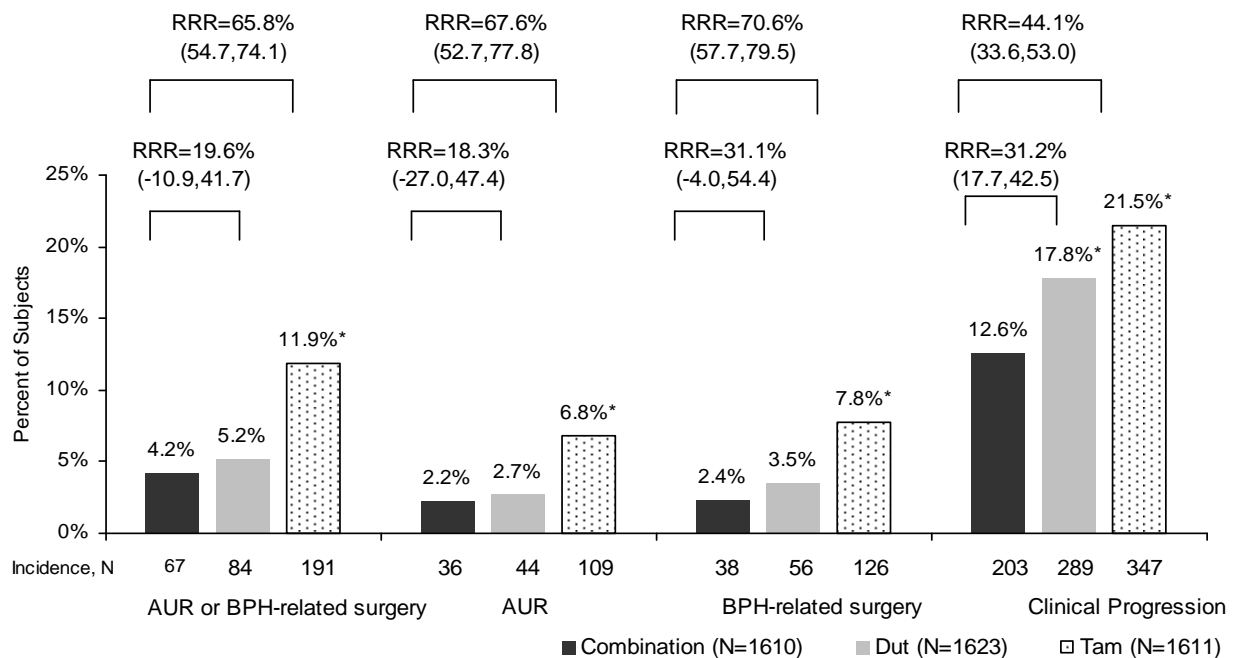 RRR=65.8% RRR=67.6% RRR=70.6% RRR=44.1%
(54.7,74.1) (52.7,77.8) (57.7,79.5) (33.6,53.0)
RRR=19.6% RRR=18.3% RRR=31.1% RRR=31.2%
(-10.9,41.7) (-27.0,47.4) (-4.0,54.4) (17.7,42.5)
Percent of Subjects
25%
20%
15%
10%
5%
0%
4.2% 5.2% 11.9%*
2.2% 2.7% 6.8%*
2.4% 3.5% 7.8%*
12.6% 17.8%* 21.5%*
Incidence, N 67 84 191 36 44 109 38 56 126 203 289 347
AUR or BPH-related surgery AUR BPH-related surgery Clinical Progression
Combination (N=1610) Dut (N=1623) Tam (N=1611)